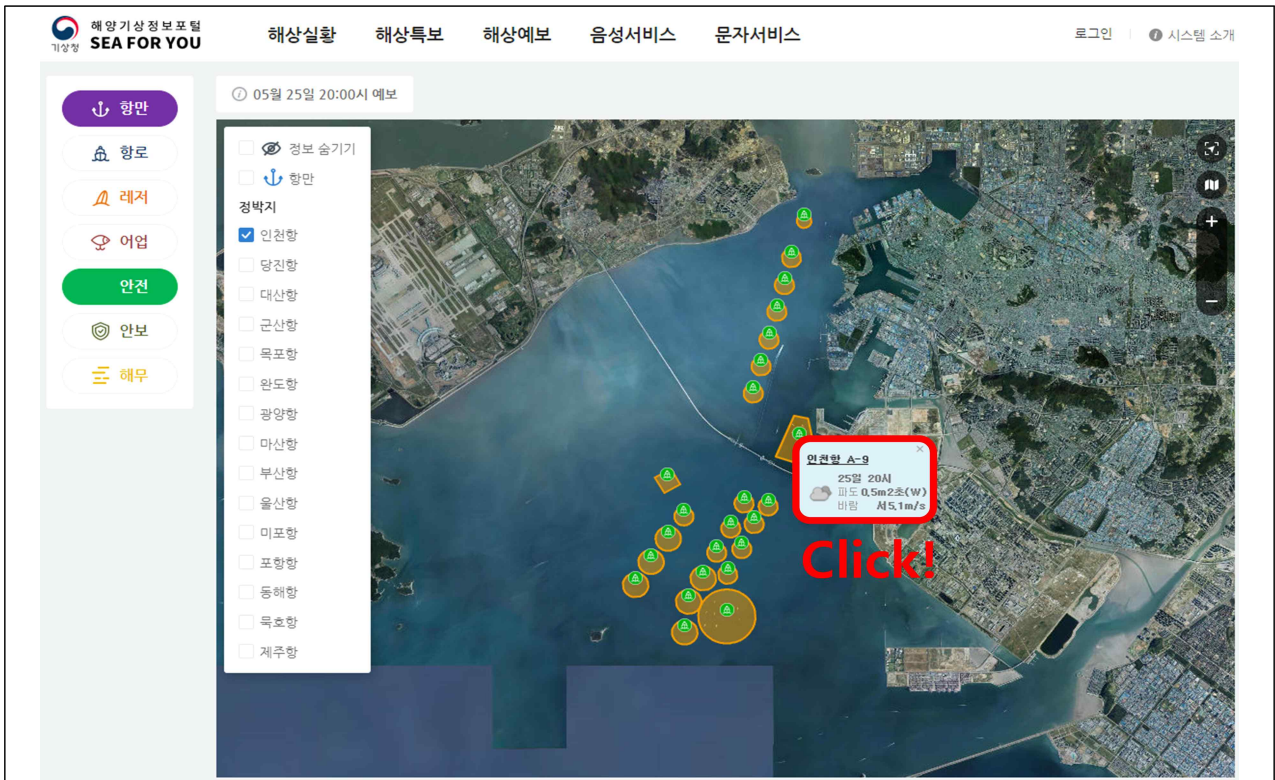 기상청
해양기상정보포털
SEA FOR YOU
해상실황 해상특보 해상예보 음성서비스 문자서비스
로그인 시스템 소개
항만
항로
레저
어업
안전
안보
해무
05월 25일 20:00시 예보
정보 숨기기
항만
정박지
인천항
당진항
대산항
군산항
목포항
완도항
광양항
마산항
부산항
울산항
미포항
포항항
동해항
묵호항
제주항
인천항 A-9
25일 20시
파도 0.5m2초(W)
바람 서5.1m/s
Click!